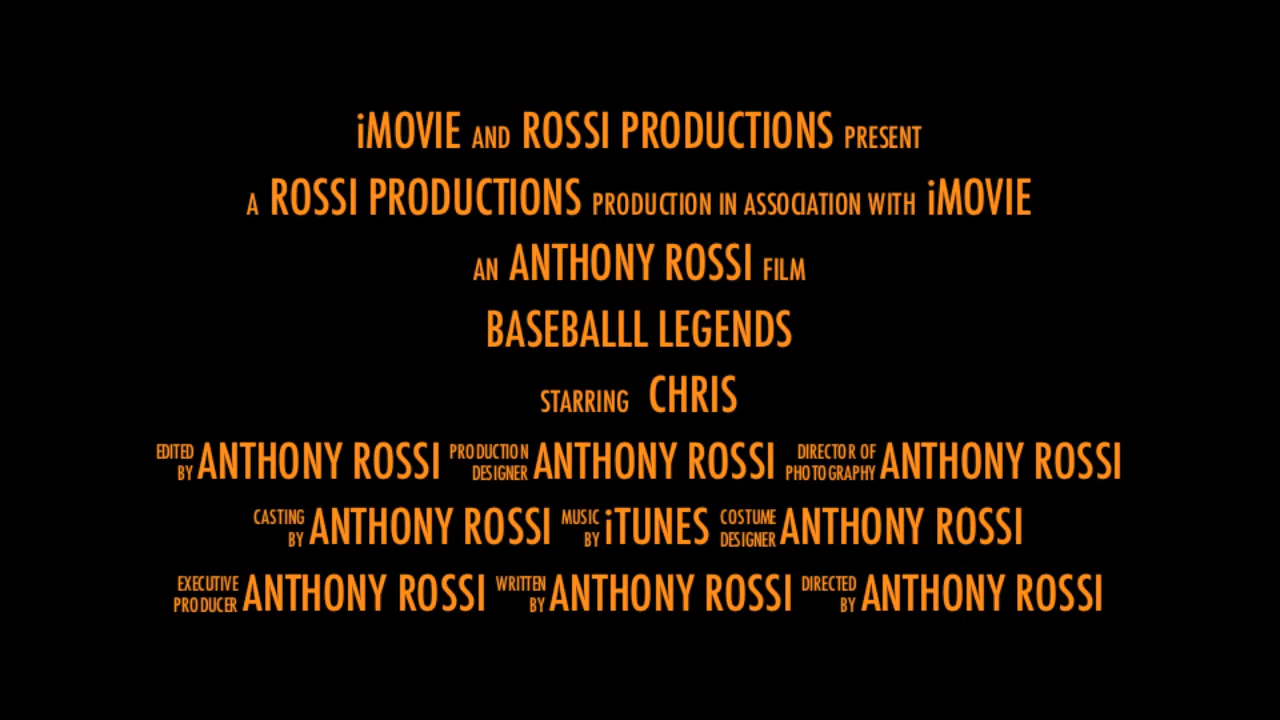 iMOVIE AND ROSSI PRODUCTIONS PRESENT
A ROSSI PRODUCTIONS PRODUCTION IN ASSOCIATION WITH iMOVIE
AN ANTHONY ROSSI FILM
BASEBALLL LEGENDS
STARRING CHRIS
EDITED BY ANTHONY ROSSI PRODUCTION DESIGNER ANTHONY ROSSI DIRECTOR OF PHOTOGRAPHY ANTHONY ROSSI
CASTING BY ANTHONY ROSSI MUSIC BY iTUNES COSTUME DESIGNER ANTHONY ROSSI
EXECUTIVE PRODUCER ANTHONY ROSSI WRITTEN BY ANTHONY ROSSI DIRECTED BY ANTHONY ROSSI